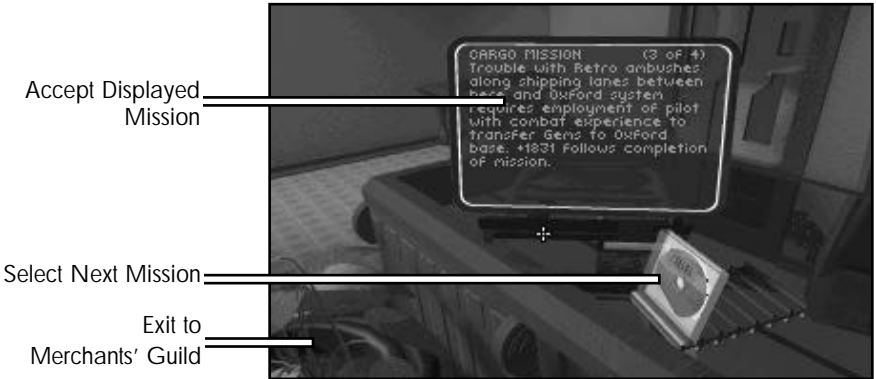 Accept Displayed
Mission
CARGO MISSION (3 of 4)
Trouble with Retro ambushes
along shipping lanes between
here and Oxford system
requires employment of pilot
with combat experience to
transfer Gems to Oxford
base. +1831 follows completion
of mission.
Select Next Mission
Exit to
Merchants' Guild